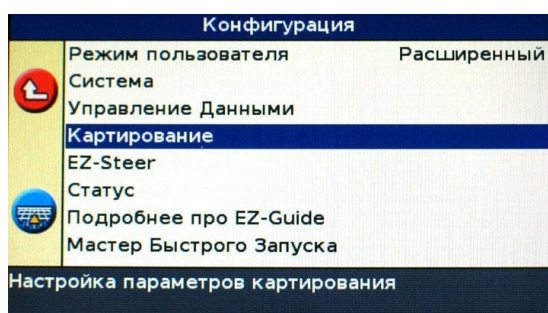 Конфигурация
Режим пользователя Расширенный
Система
Управление Данными
Картирование
EZ-Steer
Статус
Подробнее про EZ-Guide
Мастер Быстрого Запуска
Настройка параметров картирования